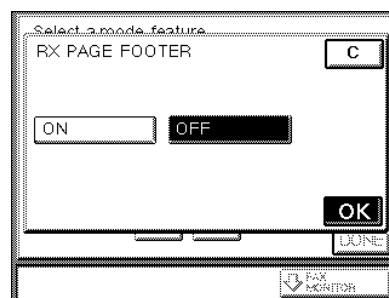 Select a mode feature
RX PAGE FOOTER
C
ON
OFF
OK
DONE
FAX
MONITOR